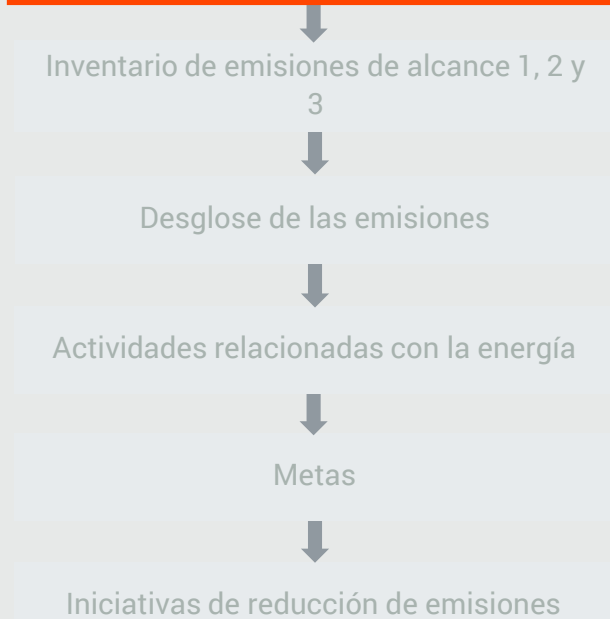 Inventario de emisiones de alcance 1, 2 y
3
Desglose de las emisiones
Actividades relacionadas con la energía
Metas
Iniciativas de reducción de emisiones